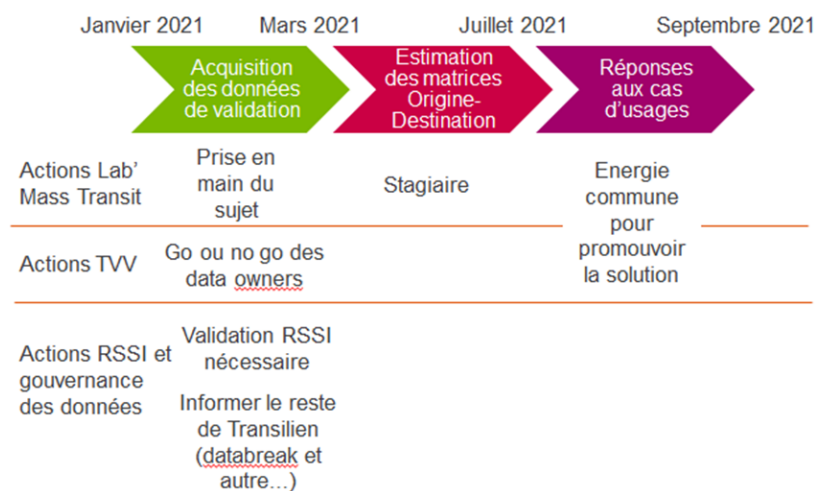 Janvier 2021 Mars 2021 Juillet 2021 Septembre 2021
Acquisition
des données
de validation
Estimation
des matrices
Origine-
Destination
Réponses
aux cas
d'usages
Actions Lab'
Mass Transit
Prise en
main du
sujet
Stagiaire
Energie
commune
pour
promouvoir
la solution
Actions TVV
Go ou no go des
data owners
Actions RSSI et
gouvernance
des données
Validation RSSI
nécessaire
Informer le reste
de Transilien
(databreak et
autre...)